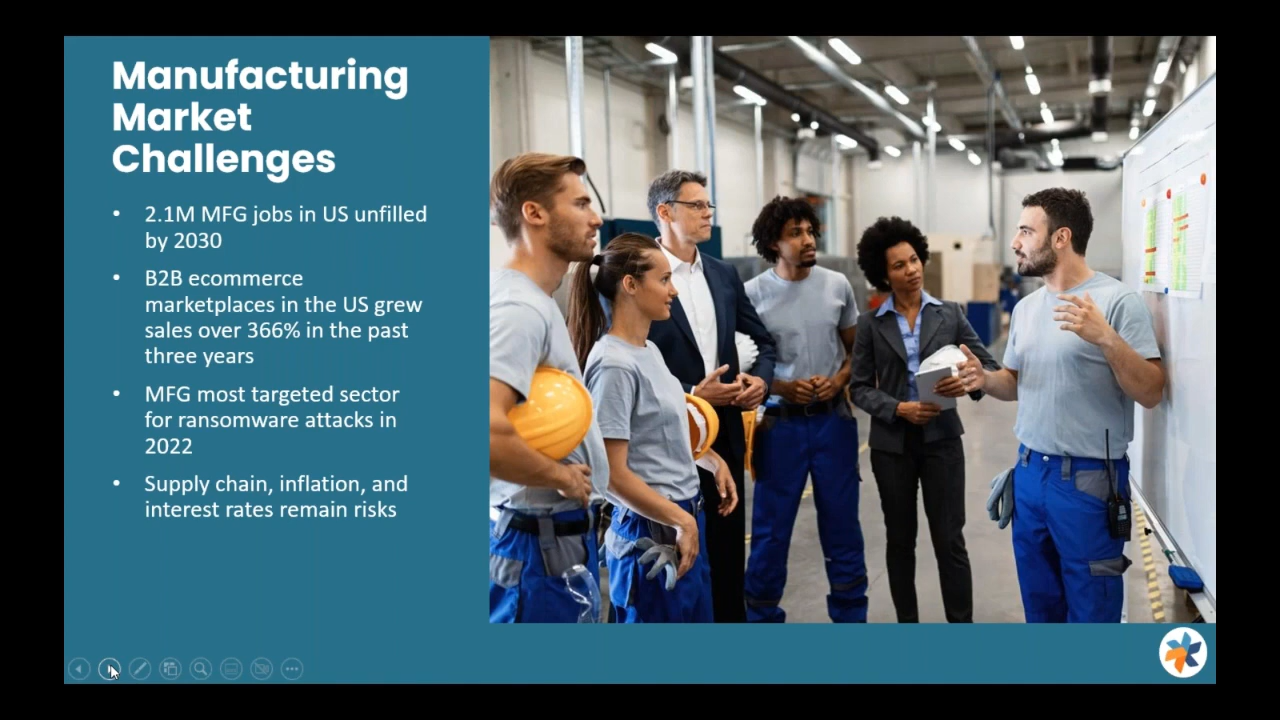 Manufacturing
Market
Challenges
• 2.1M MFG jobs in US unfilled
by 2030
• B2B ecommerce
marketplaces in the US grew
sales over 366% in the past
three years
• MFG most targeted sector
for ransomware attacks in
2022
• Supply chain, inflation, and
interest rates remain risks